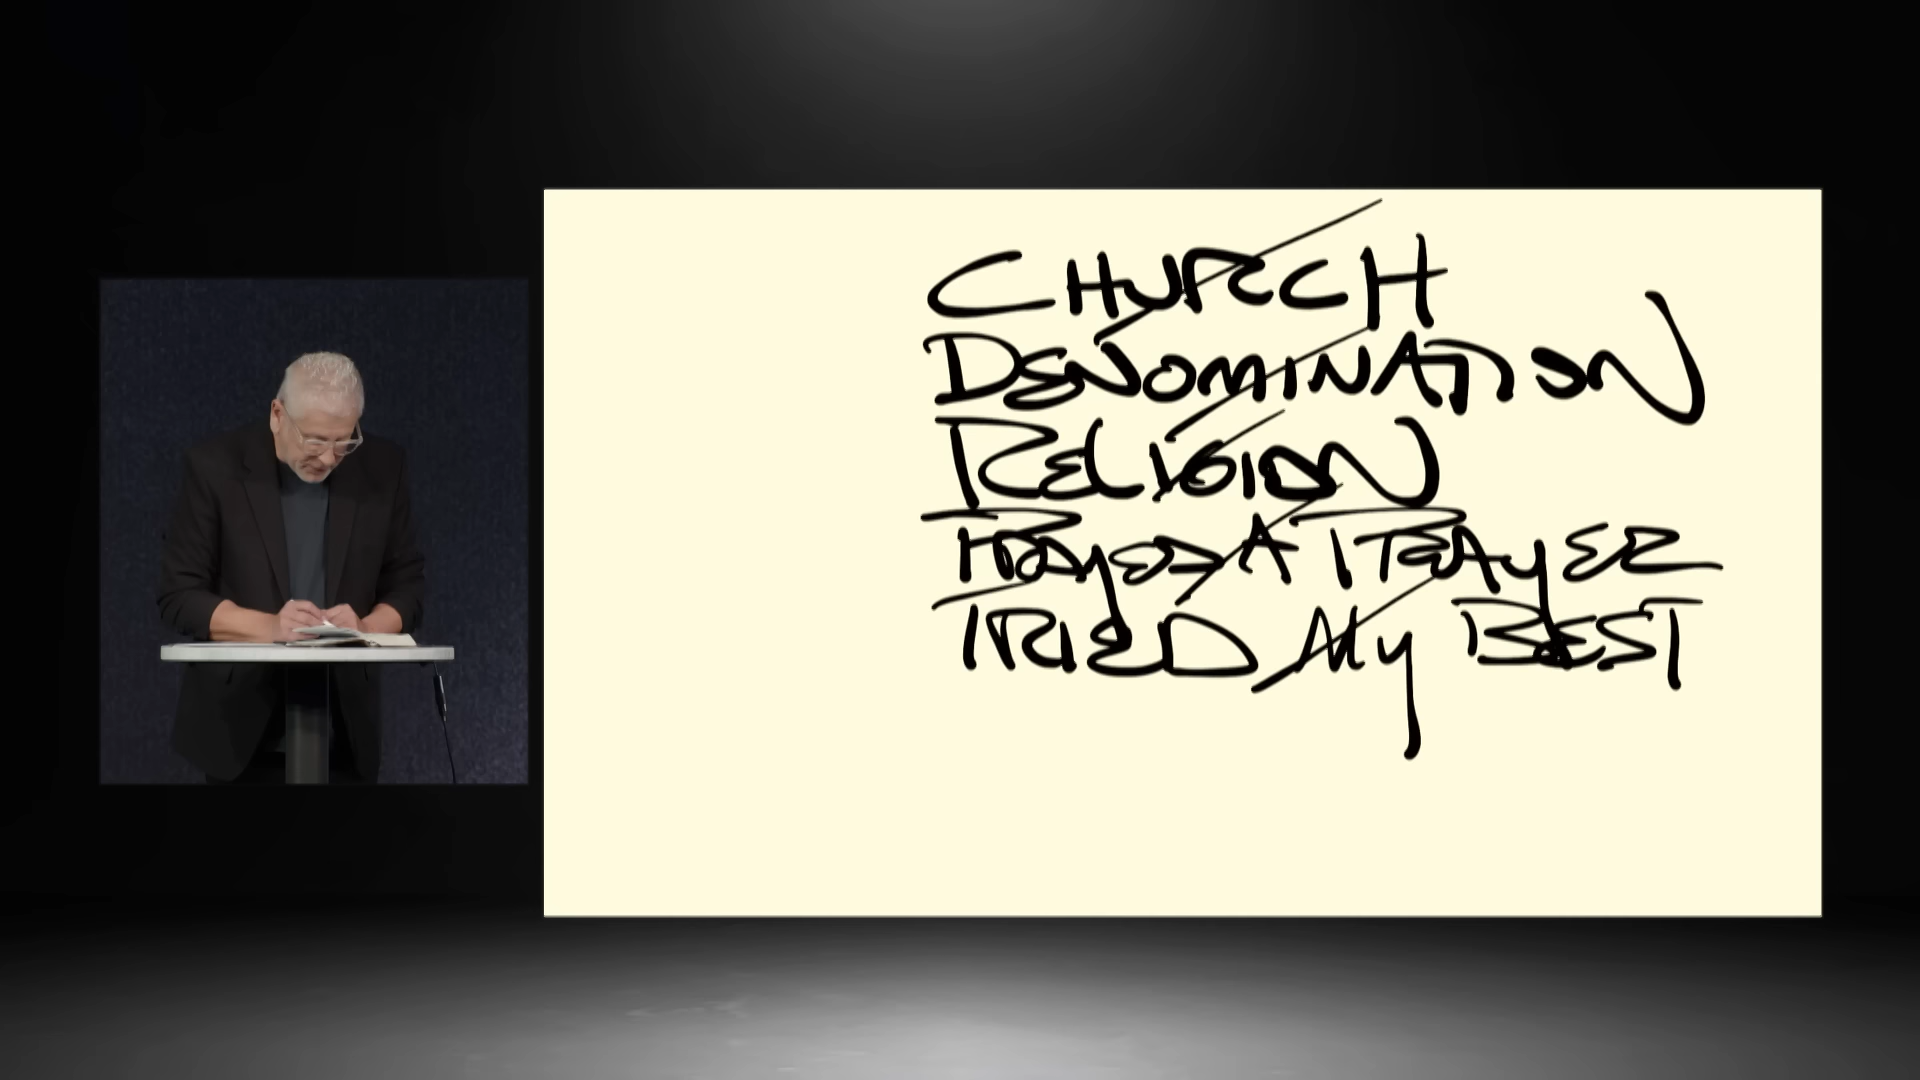 CHURCH
DENOMINATION
RELIGION
PRAYED A PRAYER
TRIED My BEST